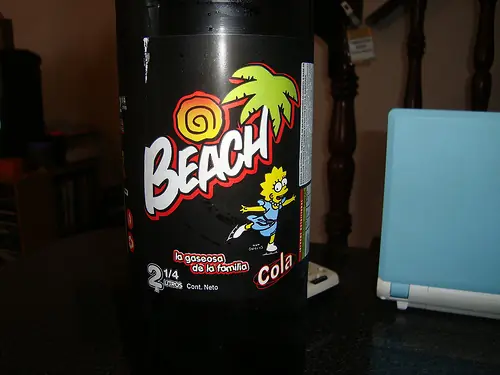 BEACH
la gaseosa
de la familia
Cola
2 1/4
LITROS
Cont. Neto